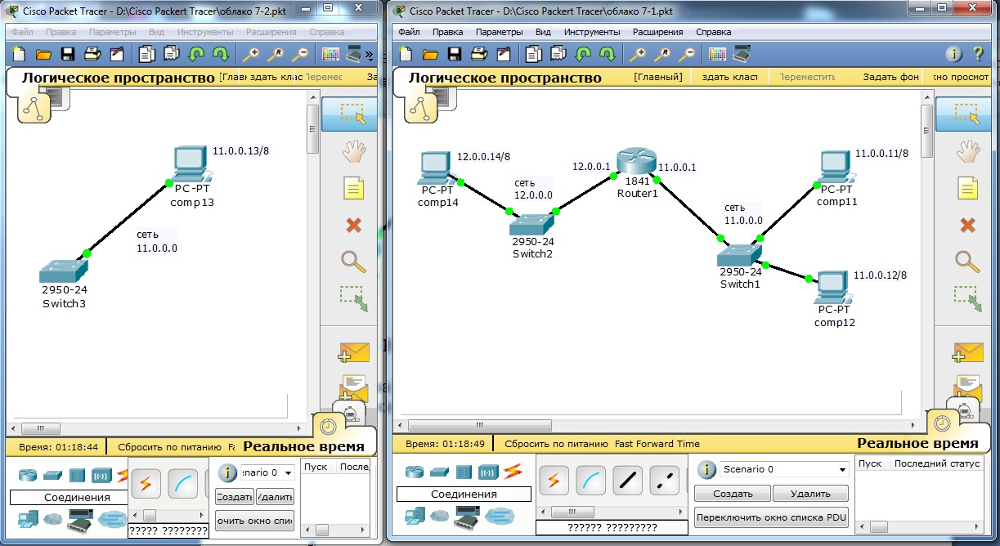 Cisco Packet Tracer - D:\Cisco Packert Tracer\облако 7-2.pkt
Файл Правка Параметры Вид Инструменты Расширения Справка
Логическое пространство [Главн здать клас Перемес За
11.0.0.13/8
PC-PT
comp13
сеть
11.0.0.0
2950-24
Switch3
Время: 01:18:44 Сбросить по питанию Fa Реальное время
Соединения
enario 0
Создать Удалить
ючить окно спи
Пуск После
????? ????????
Cisco Packet Tracer - D:\Cisco Packert Tracer\облако 7-1.pkt
Файл Правка Параметры Вид Инструменты Расширения Справка
Логическое пространство [Главный] здать класт Переместить Задать фон жно просмот
12.0.0.14/8
PC-PT
comp14
сеть
12.0.0.0
2950-24
Switch2
12.0.0.1
11.0.0.1
1841
Router1
сеть
11.0.0.0
2950-24
Switch1
11.0.0.11/8
PC-PT
comp11
11.0.0.12/8
PC-PT
comp12
Время: 01:18:49 Сбросить по питанию Fast Forward Time Реальное время
Соединения
?????? ?????????
Scenario 0
Создать Удалить
Переключить окно списка PDU
Пуск Последний статус